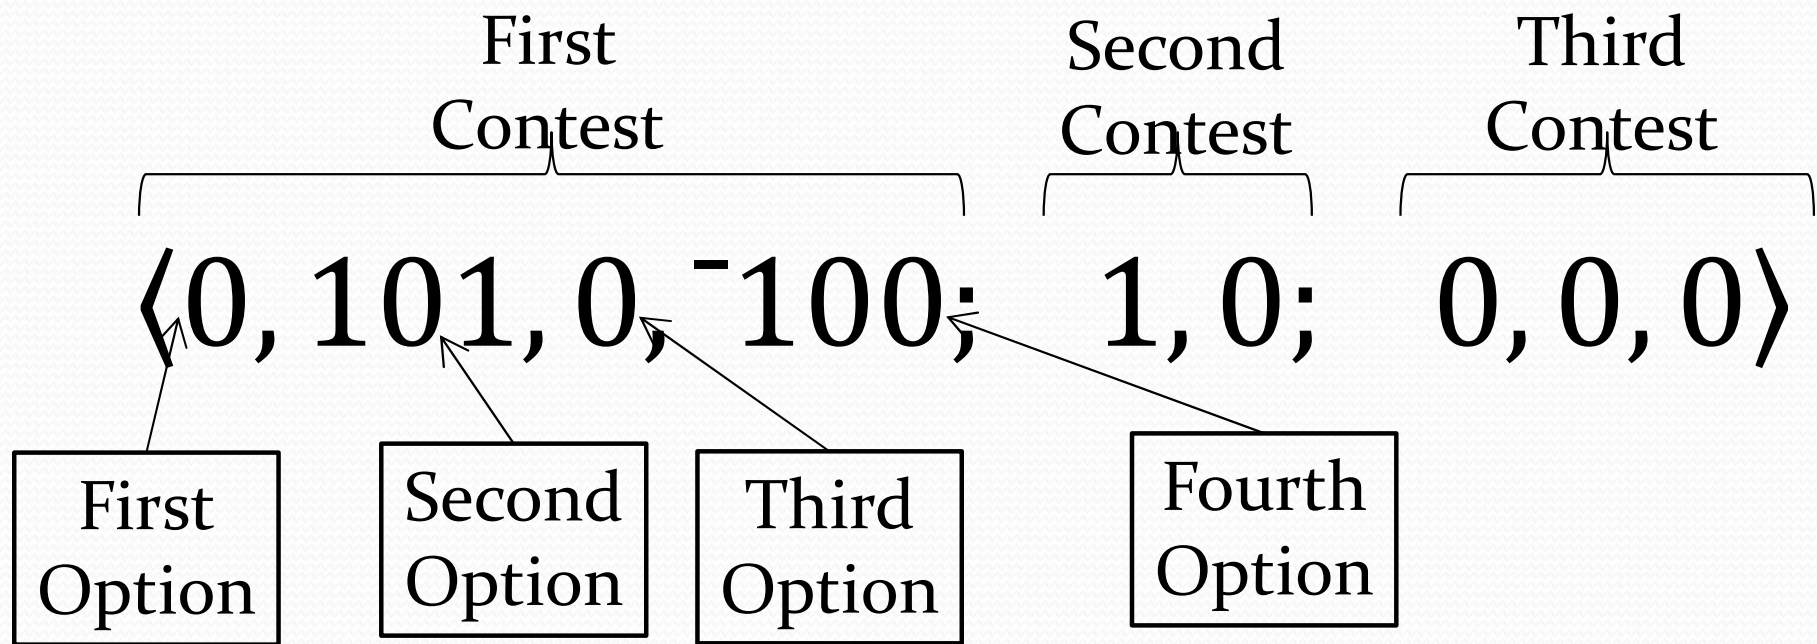 First
Contest
Second
Contest
Third
Contest
⟨0, 101, 0, ⁻100; 1, 0; 0, 0, 0⟩
First
Option
Second
Option
Third
Option
Fourth
Option